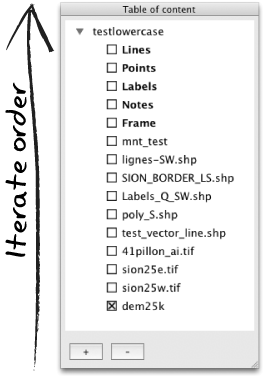 Iterate order
Table of content
testlowercase
Lines
Points
Labels
Notes
Frame
mnt_test
lignes-SW.shp
SION_BORDER_LS.shp
Labels_Q_SW.shp
poly_S.shp
test_vector_line.shp
41pillon_ai.tif
sion25e.tif
sion25w.tif
dem25k
+ -